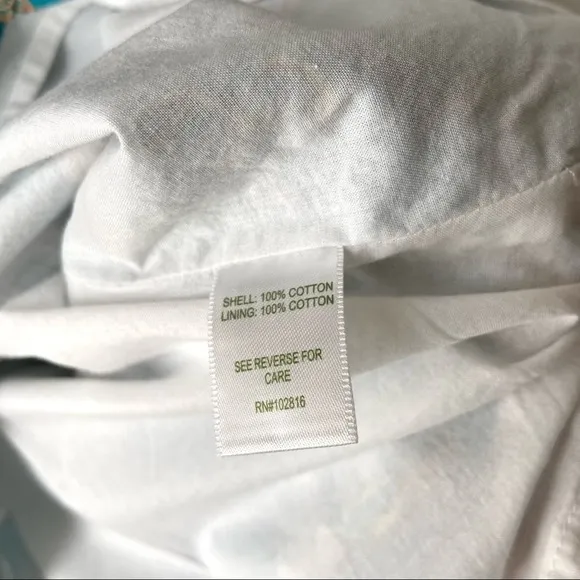 SHELL: 100% COTTON
LINING: 100% COTTON
SEE REVERSE FOR
CARE
RN#102816